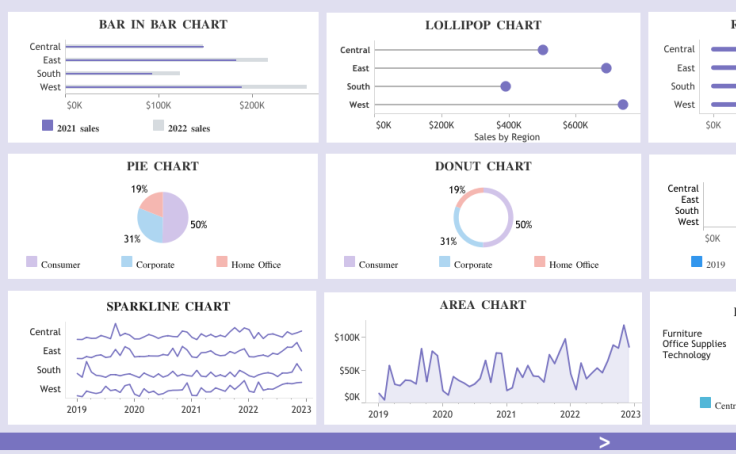 BAR IN BAR CHART
Central
East
South
West
$0K $100K $200K
2021 sales 2022 sales
LOLLIPOP CHART
Central
East
South
West
$0K $200K $400K $600K
Sales by Region
Central
East
South
West
$0K
PIE CHART
19%
50%
31%
Consumer Corporate Home Office
DONUT CHART
19%
50%
31%
Consumer Corporate Home Office
Central
East
South
West
$0K
2019
SPARKLINE CHART
Central
East
South
West
2019 2020 2021 2022 2023
AREA CHART
$100K
$50K
$0K
2019 2020 2021 2022 2023
Furniture
Office Supplies
Technology
>